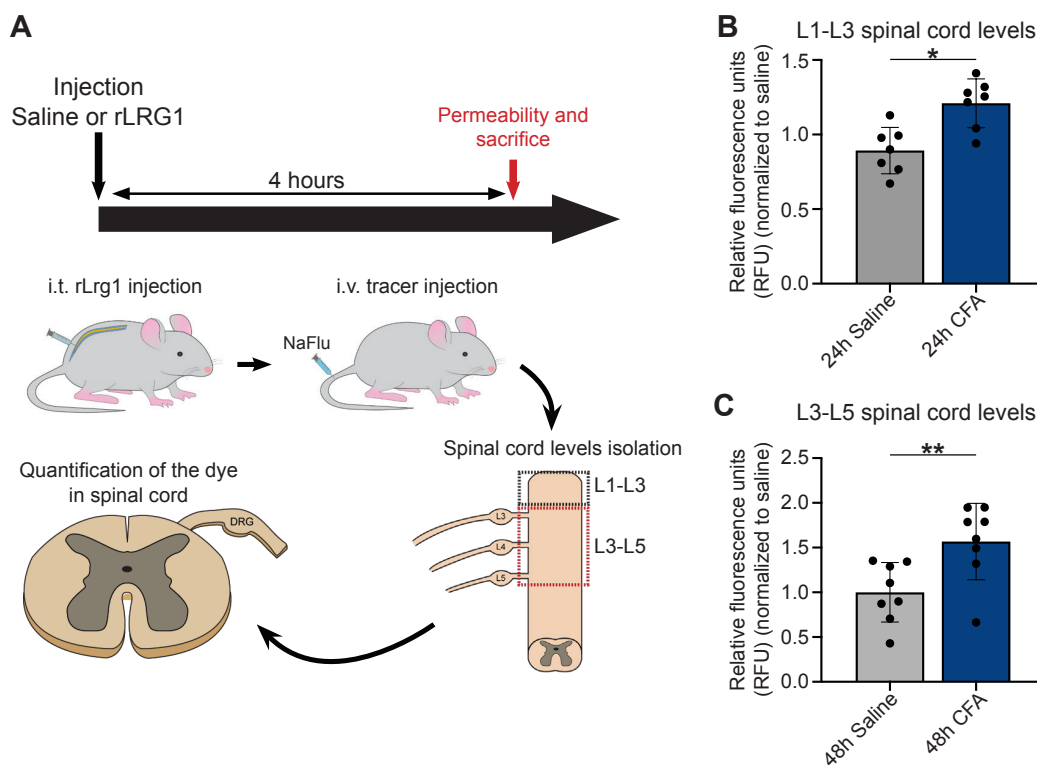 A
Injection
Saline or rLRG1
Permeability and
sacrifice
4 hours
i.t. rLrg1 injection
i.v. tracer injection
NaFlu
Spinal cord levels isolation
L1-L3
L3-L5
L3
L4
L5
Quantification of the dye
in spinal cord
DRG
B
L1-L3 spinal cord levels
Relative fluorescence units
(RFU) (normalized to saline)
1.5
1.0
0.5
0.0
*
24h Saline
24h CFA
C
L3-L5 spinal cord levels
Relative fluorescence units
(RFU) (normalized to saline)
2.5
2.0
1.5
1.0
0.5
0.0
**
48h Saline
48h CFA